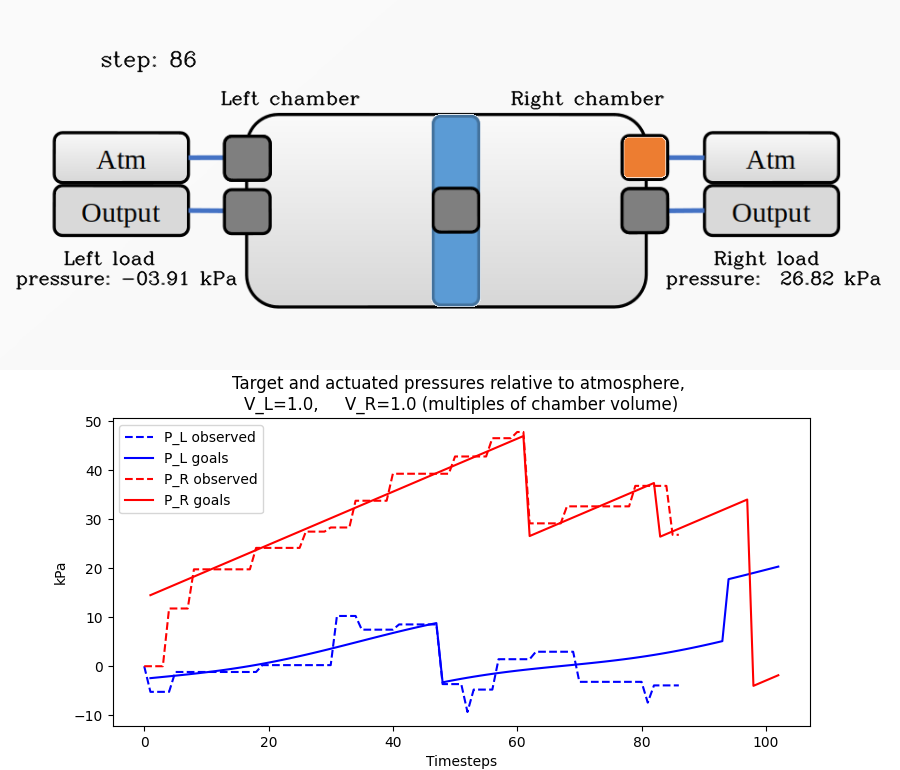 step: 86
Left chamber
Right chamber
Atm
Atm
Output
Output
Left load
pressure: -03.91 kPa
Right load
pressure:  26.82 kPa
Target and actuated pressures relative to atmosphere,
V_L=1.0,     V_R=1.0 (multiples of chamber volume)
P_L observed
P_L goals
P_R observed
P_R goals
50
40
30
20
10
0
−10
kPa
0 20 40 60 80 100
Timesteps